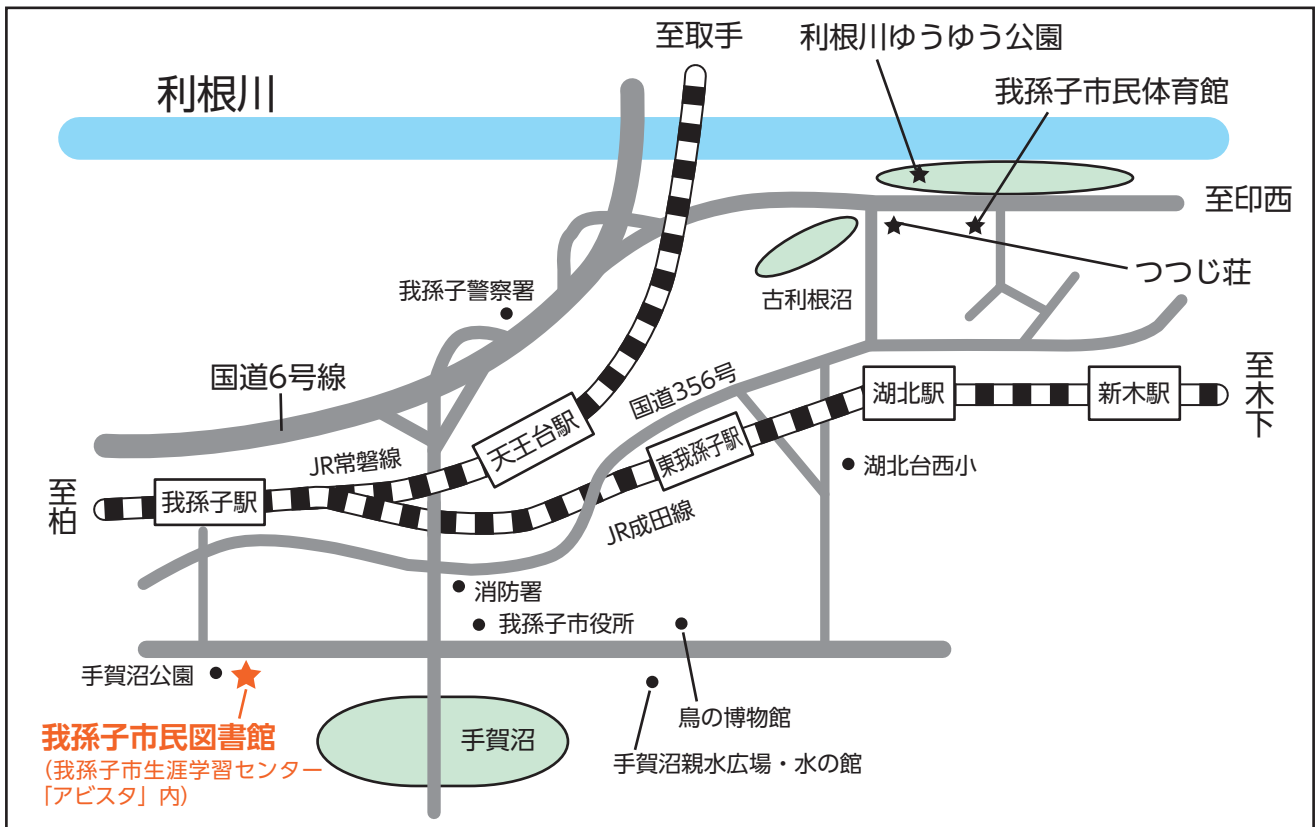 至取手
利根川ゆうゆう公園
利根川
我孫子市民体育館
至印西
つつじ荘
我孫子警察署
古利根沼
国道6号線
国道356号
至木下
湖北駅
新木駅
天王台駅
東我孫子駅
JR常磐線
湖北台西小
至柏
我孫子駅
JR成田線
消防署
我孫子市役所
手賀沼公園
鳥の博物館
我孫子市民図書館
手賀沼
手賀沼親水広場・水の館
(我孫子市生涯学習センター
「アビスタ」内)